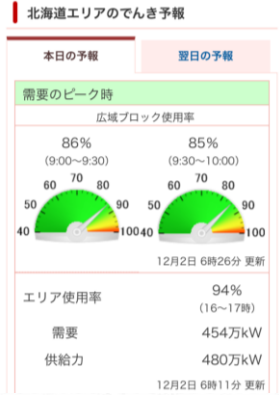 北海道エリアのでんき予報
本日の予報 翌日の予報
需要のピーク時
広域ブロック使用率
86% 85%
(9:00〜9:30) (9:30〜10:00)
40 50 60 70 80 90 100 40 50 60 70 80 90 100
12月2日 6時26分 更新
エリア使用率 94%
(16〜17時)
需要 454万kW
供給力 480万kW
12月2日 6時11分 更新